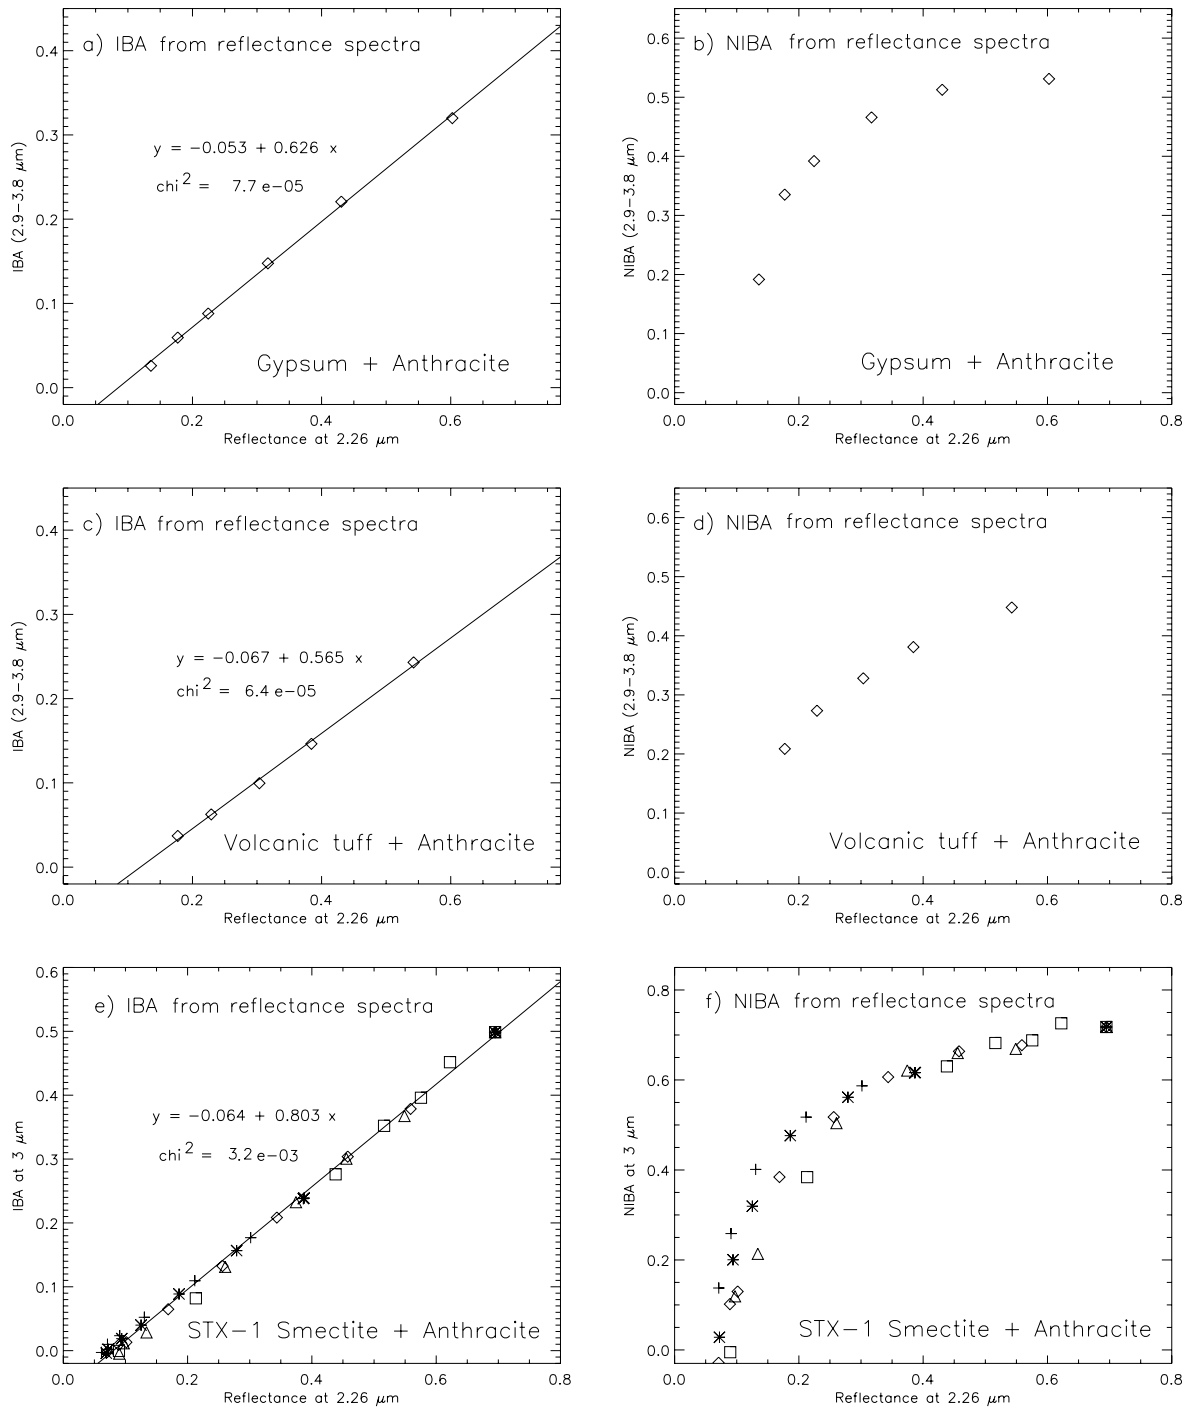 a) IBA from reflectance spectra
y = −0.053 + 0.626 x
chi2 = 7.7 e−05
Gypsum + Anthracite
IBA (2.9−3.8 μm)
0.4
0.3
0.2
0.1
0.0
0.0 0.2 0.4 0.6
Reflectance at 2.26 μm
b) NIBA from reflectance spectra
Gypsum + Anthracite
NIBA (2.9−3.8 μm)
0.6
0.5
0.4
0.3
0.2
0.1
0.0
0.0 0.2 0.4 0.6 0.8
Reflectance at 2.26 μm
c) IBA from reflectance spectra
y = −0.067 + 0.565 x
chi2 = 6.4 e−05
Volcanic tuff + Anthracite
IBA (2.9−3.8 μm)
0.4
0.3
0.2
0.1
0.0
0.0 0.2 0.4 0.6
Reflectance at 2.26 μm
d) NIBA from reflectance spectra
Volcanic tuff + Anthracite
NIBA (2.9−3.8 μm)
0.6
0.5
0.4
0.3
0.2
0.1
0.0
0.0 0.2 0.4 0.6 0.8
Reflectance at 2.26 μm
e) IBA from reflectance spectra
y = −0.064 + 0.803 x
chi2 = 3.2 e−03
STX−1 Smectite + Anthracite
IBA at 3 μm
0.6
0.5
0.4
0.3
0.2
0.1
0.0
0.0 0.2 0.4 0.6 0.8
Reflectance at 2.26 μm
f) NIBA from reflectance spectra
STX−1 Smectite + Anthracite
NIBA at 3 μm
0.8
0.6
0.4
0.2
0.0
0.0 0.2 0.4 0.6 0.8
Reflectance at 2.26 μm